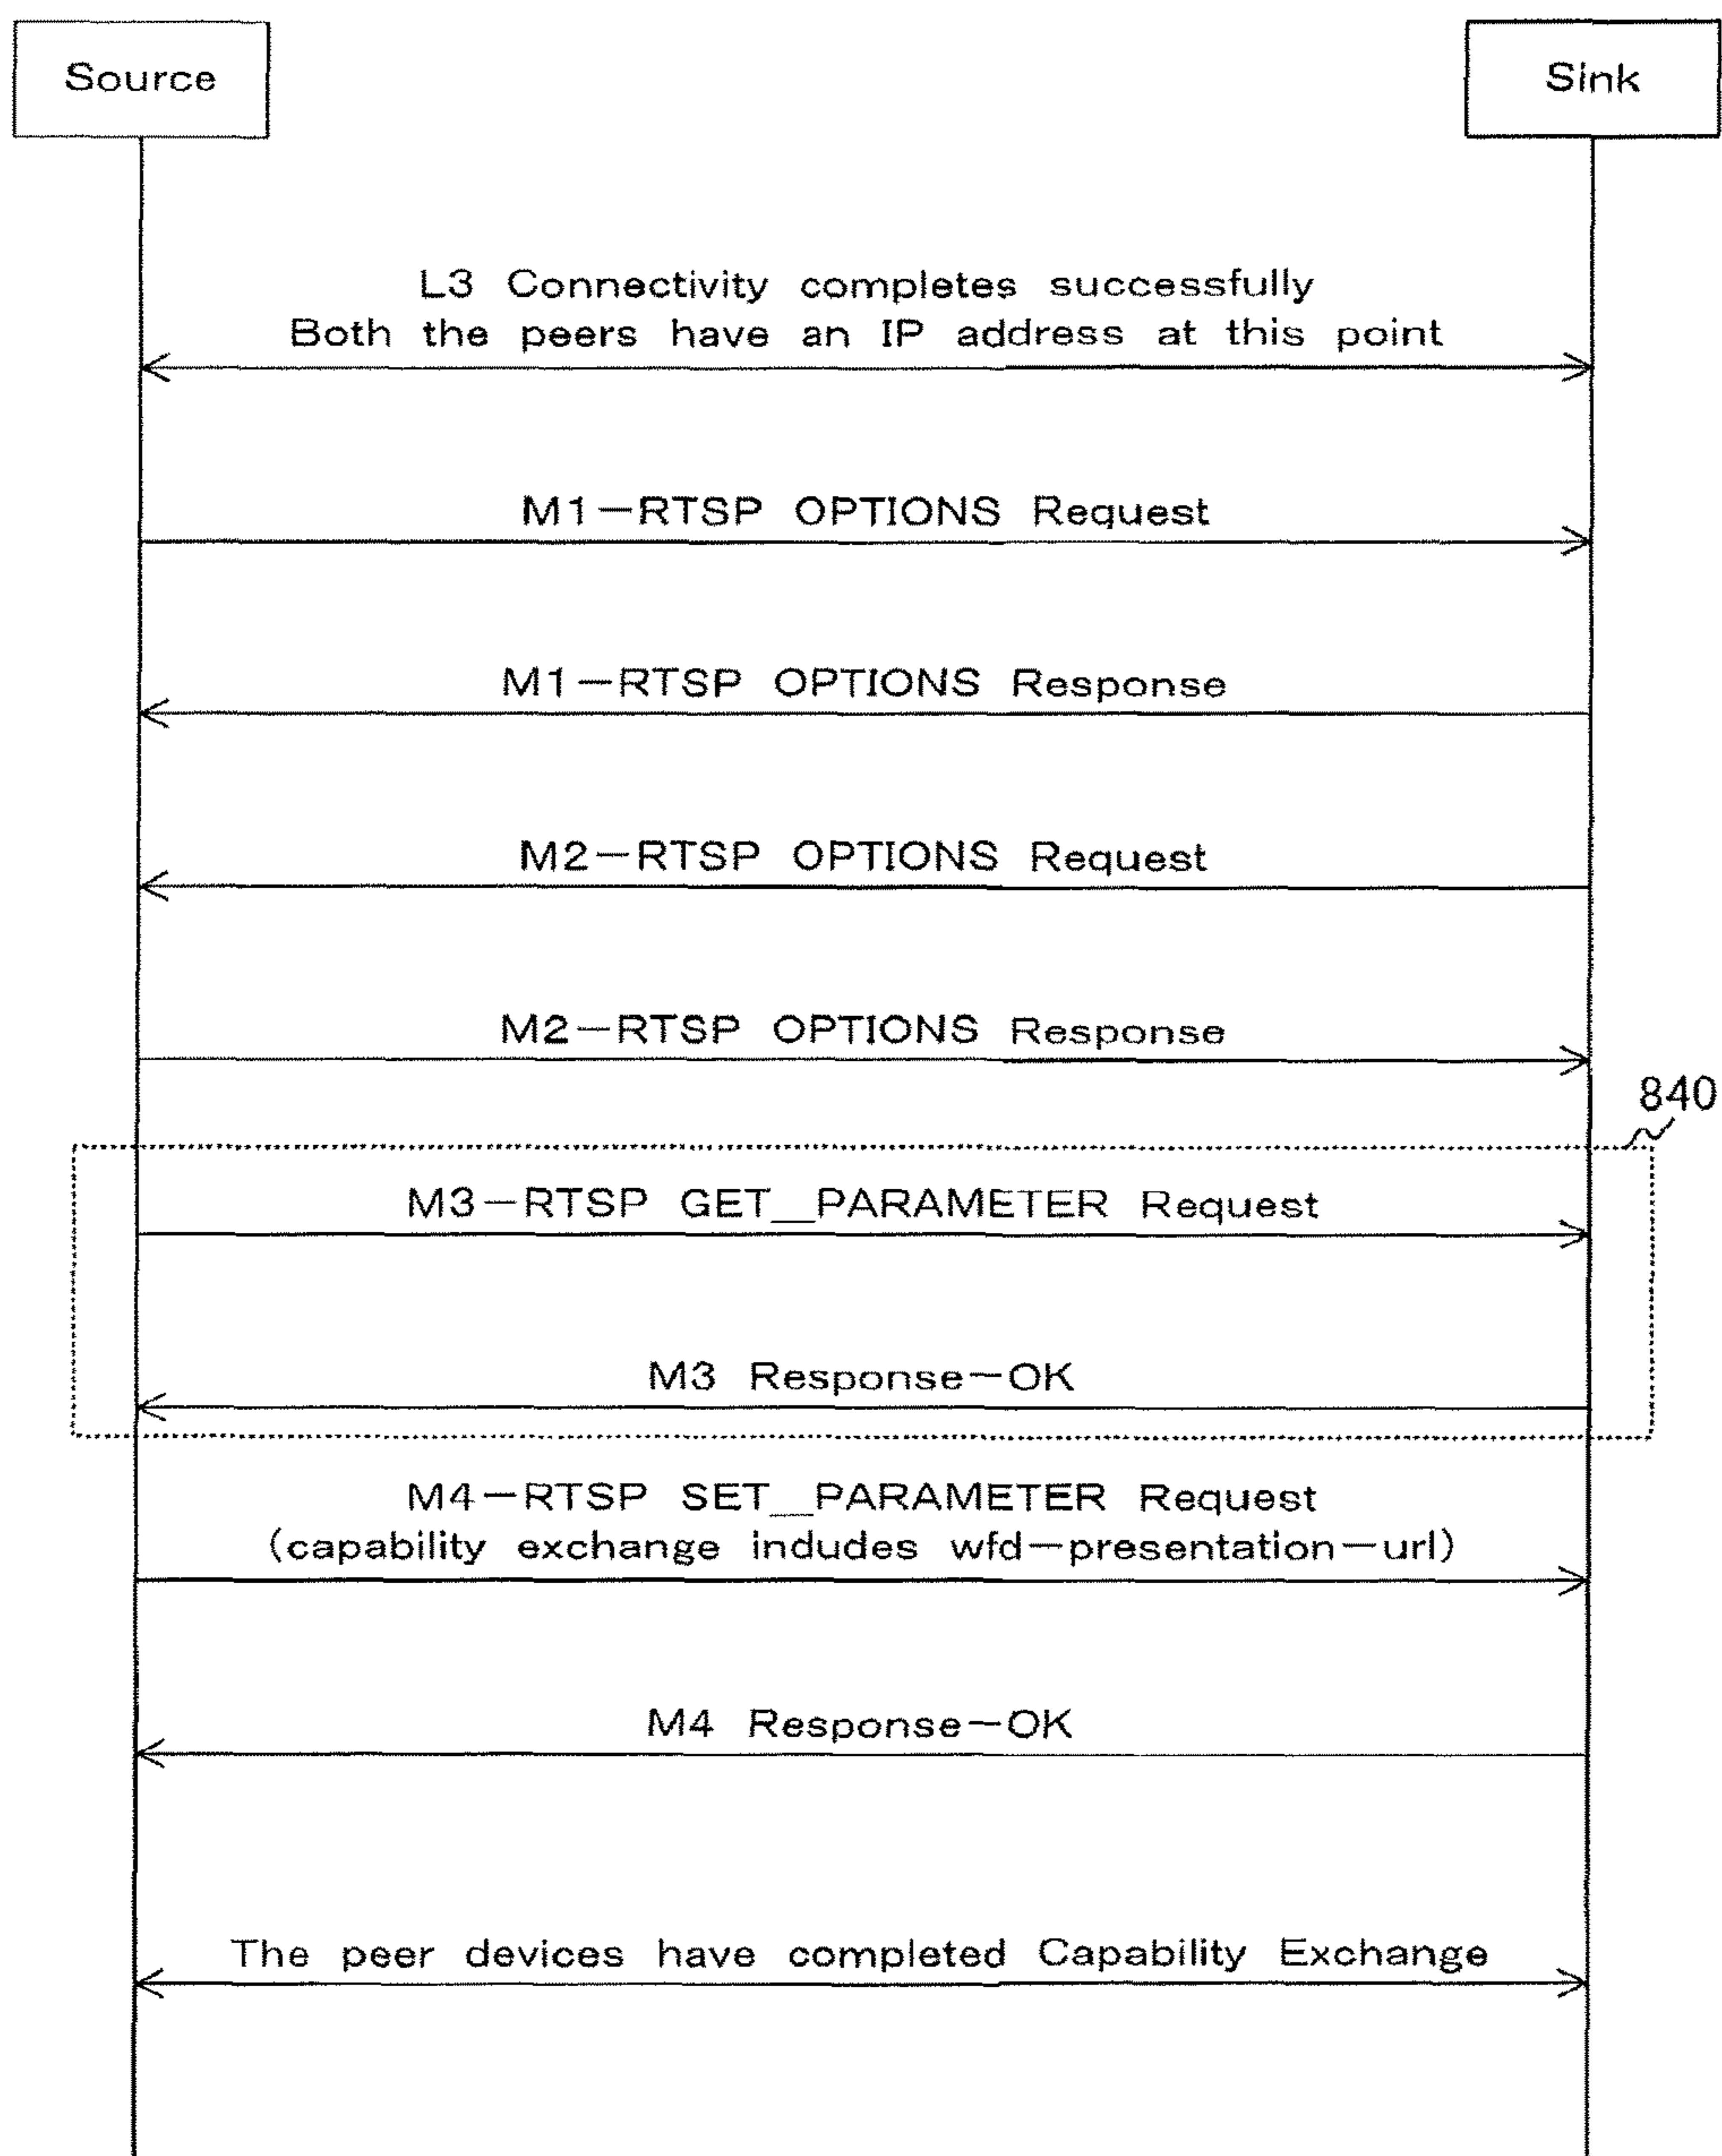 Source
Sink
L3 Connectivity completes successfully
Both the peers have an IP address at this point
M1-RTSP OPTIONS Request
M1-RTSP OPTIONS Response
M2-RTSP OPTIONS Request
M2-RTSP OPTIONS Response
840
M3-RTSP GET__PARAMETER Request
M3 Response-OK
M4-RTSP SET__PARAMETER Request
(capability exchange indudes wfd-presentation-url)
M4 Response-OK
The peer devices have completed Capability Exchange